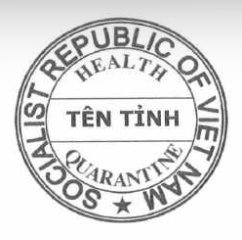 SOCIALIST REPUBLIC OF VIET NAM
HEALTH
TÊN TỈNH
QUARANTINE